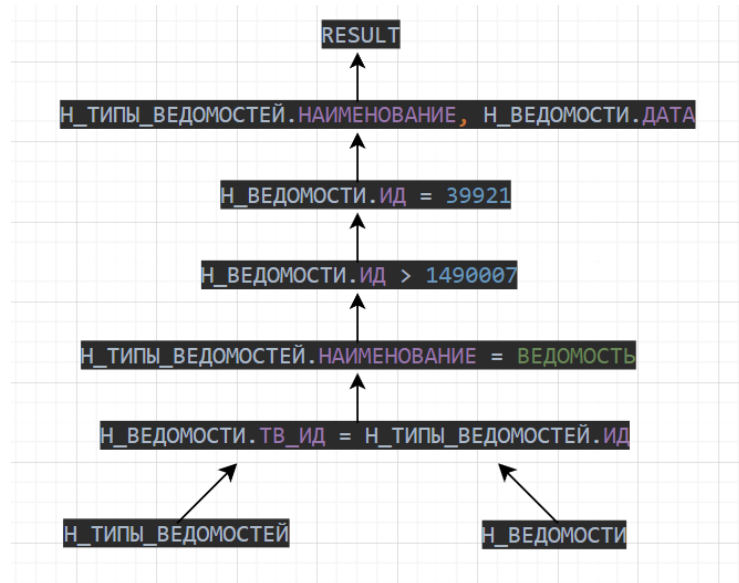 RESULT
Н_ТИПЫ_ВЕДОМОСТЕЙ.НАИМЕНОВАНИЕ, Н_ВЕДОМОСТИ.ДАТА
Н_ВЕДОМОСТИ.ИД = 39921
Н_ВЕДОМОСТИ.ИД > 1490007
Н_ТИПЫ_ВЕДОМОСТЕЙ.НАИМЕНОВАНИЕ = ВЕДОМОСТЬ
Н_ВЕДОМОСТИ.ТВ_ИД = Н_ТИПЫ_ВЕДОМОСТЕЙ.ИД
Н_ТИПЫ_ВЕДОМОСТЕЙ
Н_ВЕДОМОСТИ